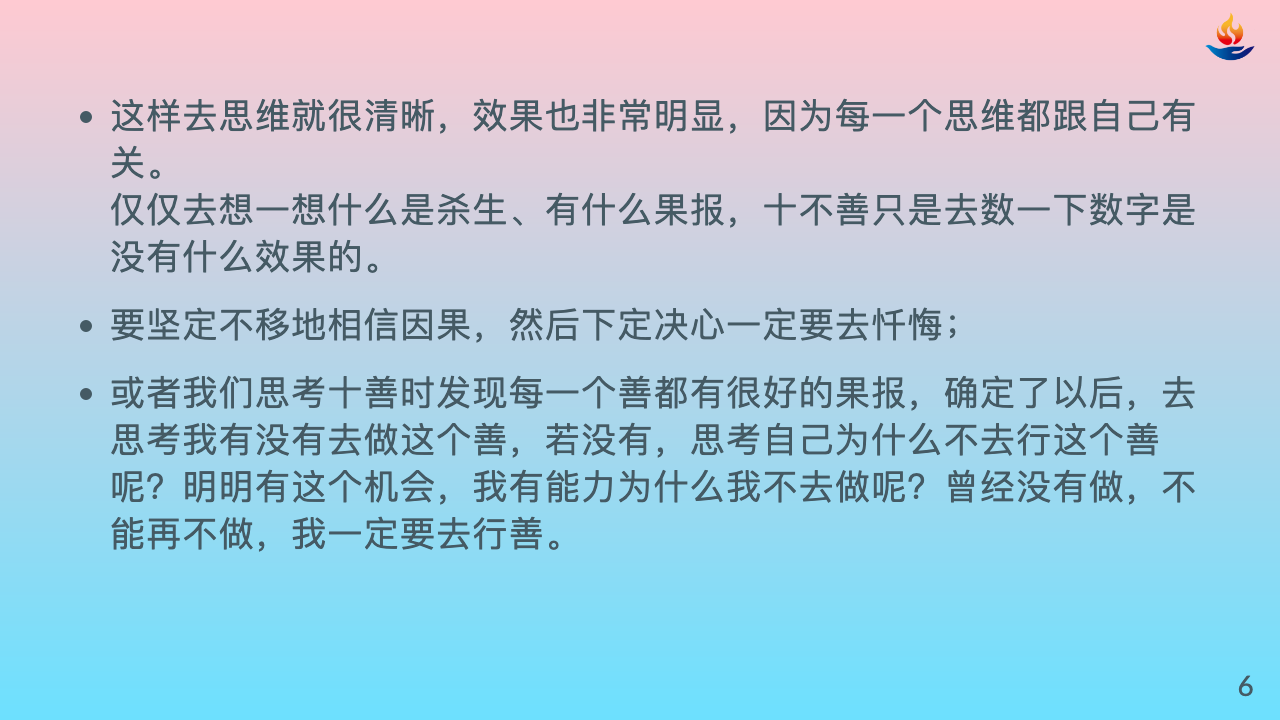 • 这样去思维就很清晰，效果也非常明显，因为每一个思维都跟自己有
关。
仅仅去想一想什么是杀生、有什么果报，十不善只是去数一下数字是
没有什么效果的。
• 要坚定不移地相信因果，然后下定决心一定要去忏悔；
• 或者我们思考十善时发现每一个善都有很好的果报，确定了以后，去
思考我有没有去做这个善，若没有，思考自己为什么不去行这个善
呢？明明有这个机会，我有能力为什么我不去做呢？曾经没有做，不
能再不做，我一定要去行善。
6